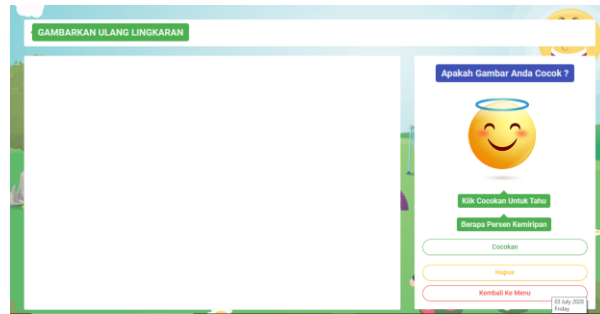 GAMBARKAN ULANG LINGKARAN
Apakah Gambar Anda Cocok ?
Klik Cocokan Untuk Tahu
Berapa Persen Kemiripan
Cocokan
Hapus
Kembali Ke Menu
03 July 2020
Friday